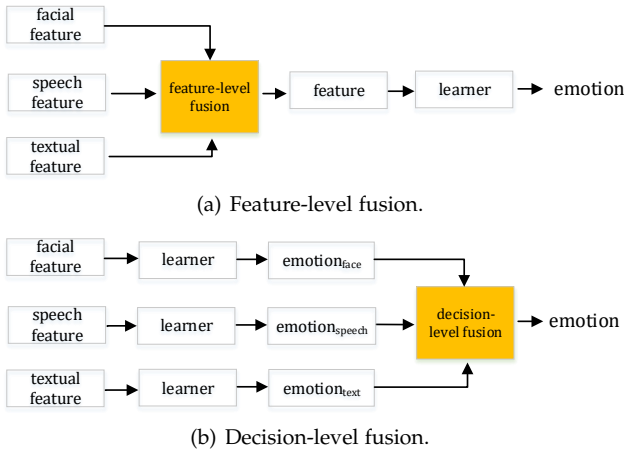 facial
feature
speech
feature
textual
feature
feature-level
fusion
feature
learner
emotion
(a) Feature-level fusion.
facial
feature
learner
emotionface
speech
feature
learner
emotionspeech
textual
feature
learner
emotiontext
decision-
level fusion
emotion
(b) Decision-level fusion.